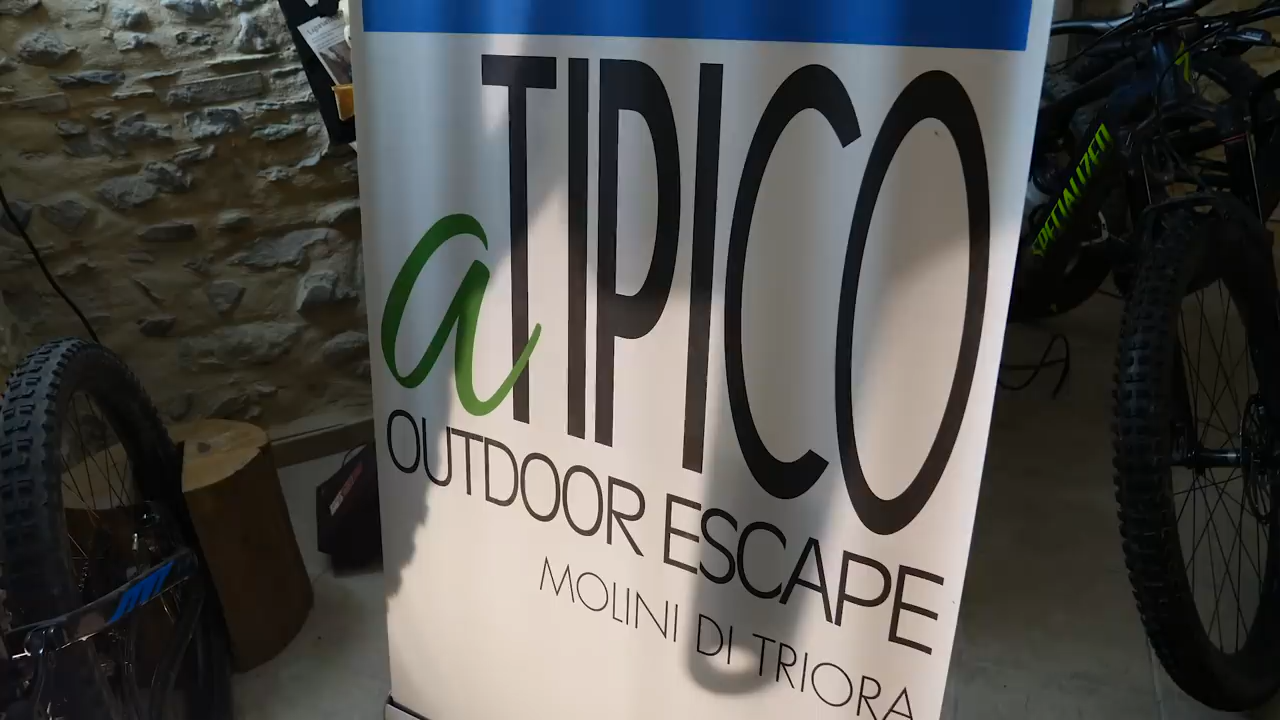 aTIPICO
OUTDOOR ESCAPE
MOLINI DI TRIORA
SPECIALIZED